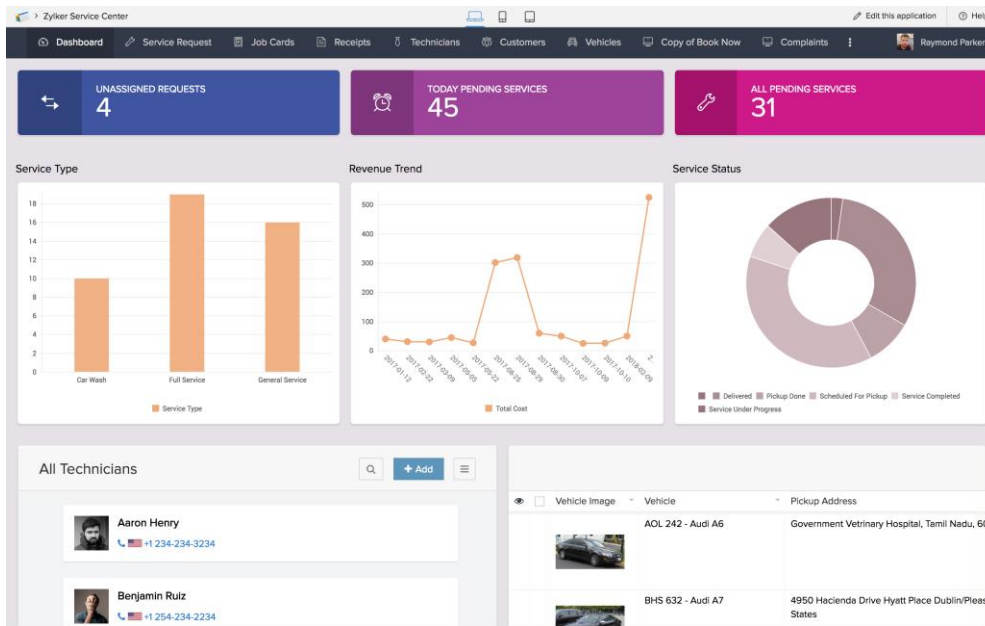 > Zylker Service Center
Edit this application
Dashboard
Service Request
Job Cards
Receipts
Technicians
Customers
Vehicles
Copy of Book Now
Complaints
Raymond Parker
UNASSIGNED REQUESTS
4
TODAY PENDING SERVICES
45
ALL PENDING SERVICES
31
Service Type
18
16
14
12
10
8
6
4
2
0
Car Wash
Full Service
General Service
Service Type
Revenue Trend
500
400
300
200
100
0
2017-01-12
2017-02-22
2017-03-09
2017-05-05
2017-05-22
2017-08-25
2017-08-29
2017-08-30
2017-10-07
2017-10-09
2017-10-10
2018-02-09
2...
Total Cost
Service Status
Delivered
Pickup Done
Scheduled For Pickup
Service Completed
Service Under Progress
All Technicians
+ Add
Aaron Henry
+1 234-234-3234
Benjamin Ruiz
+1 254-234-2234
Vehicle Image
Vehicle
Pickup Address
AOL 242 - Audi A6
Government Vetrinary Hospital, Tamil Nadu, 60
BHS 632 - Audi A7
4950 Hacienda Drive Hyatt Place Dublin/Pleas
States